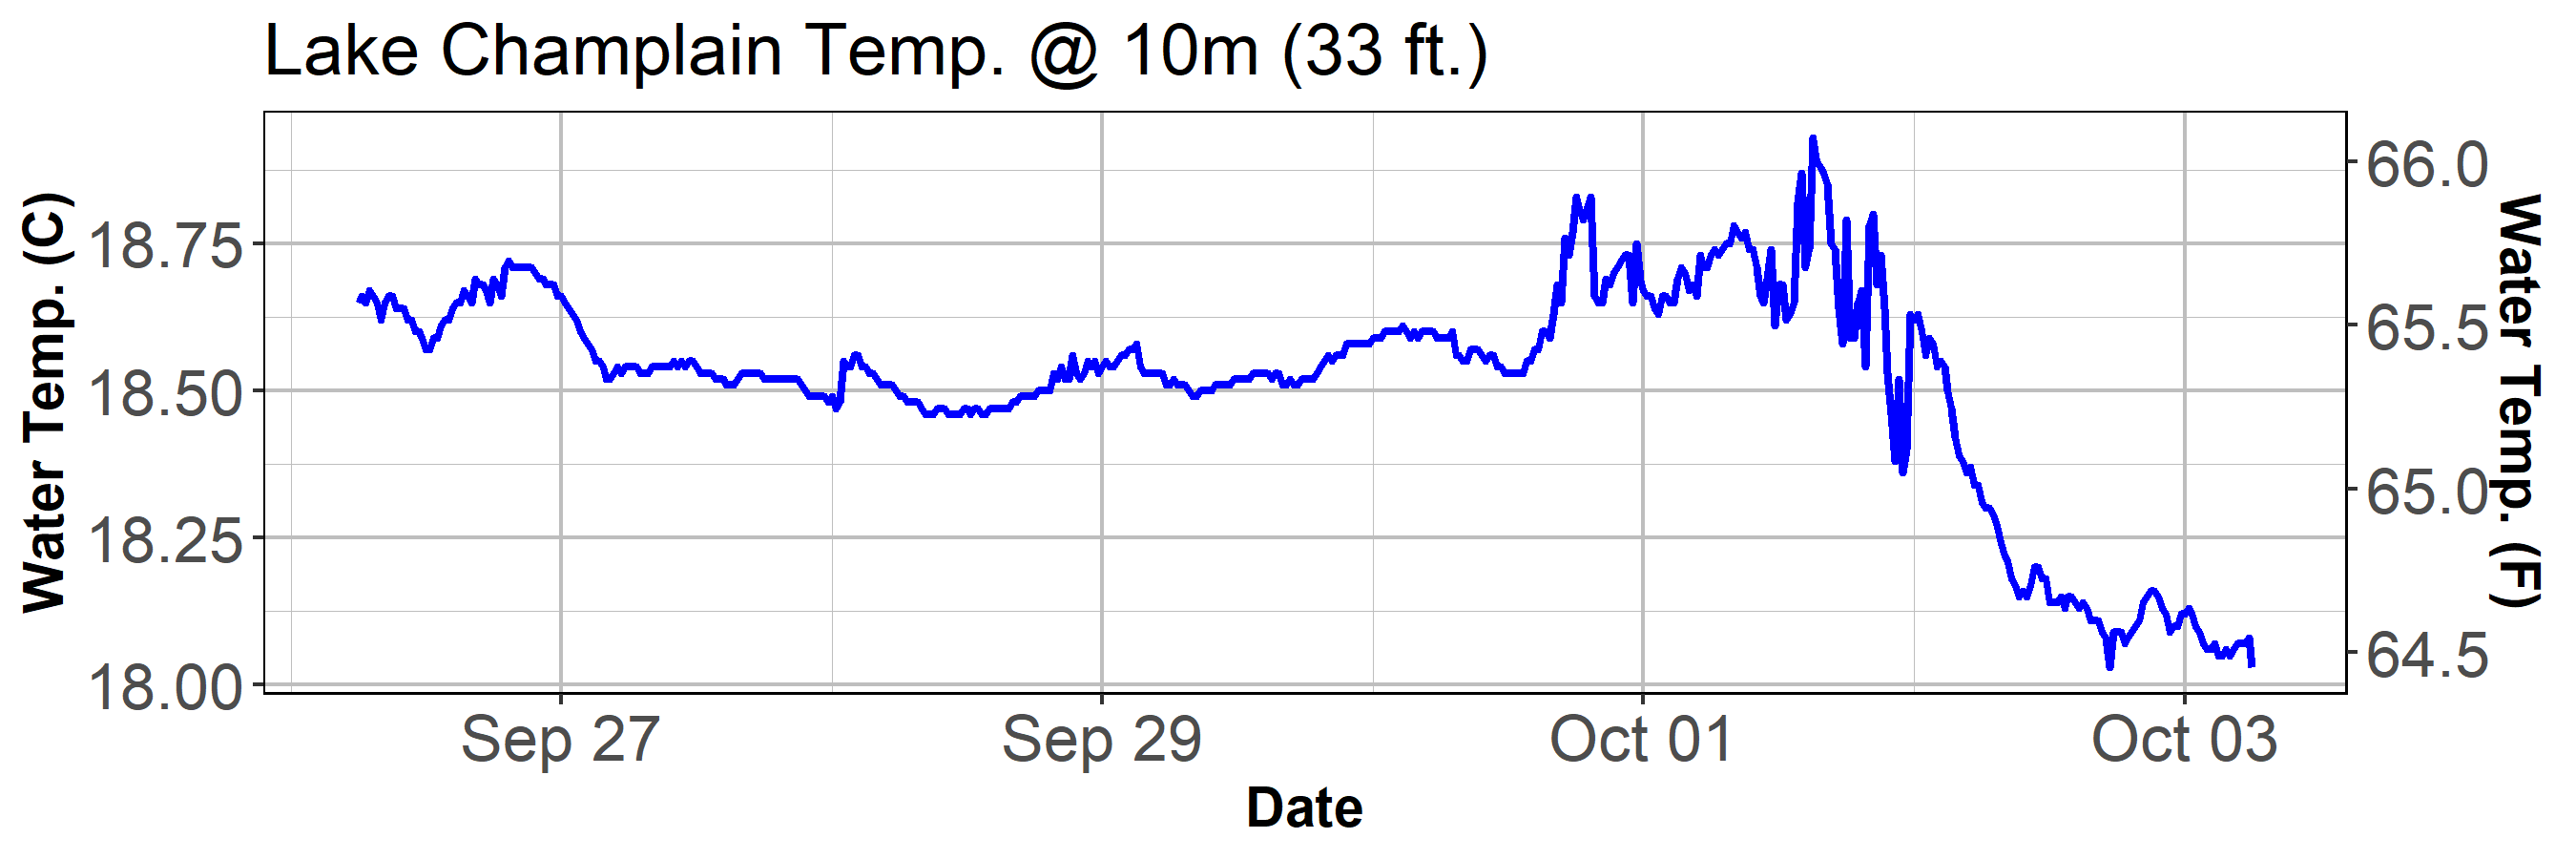 Lake Champlain Temp. @ 10m (33 ft.)
Water Temp. (C)
18.75
18.50
18.25
18.00
66.0
65.5
65.0
64.5
Water Temp. (F)
Sep 27
Sep 29
Oct 01
Oct 03
Date